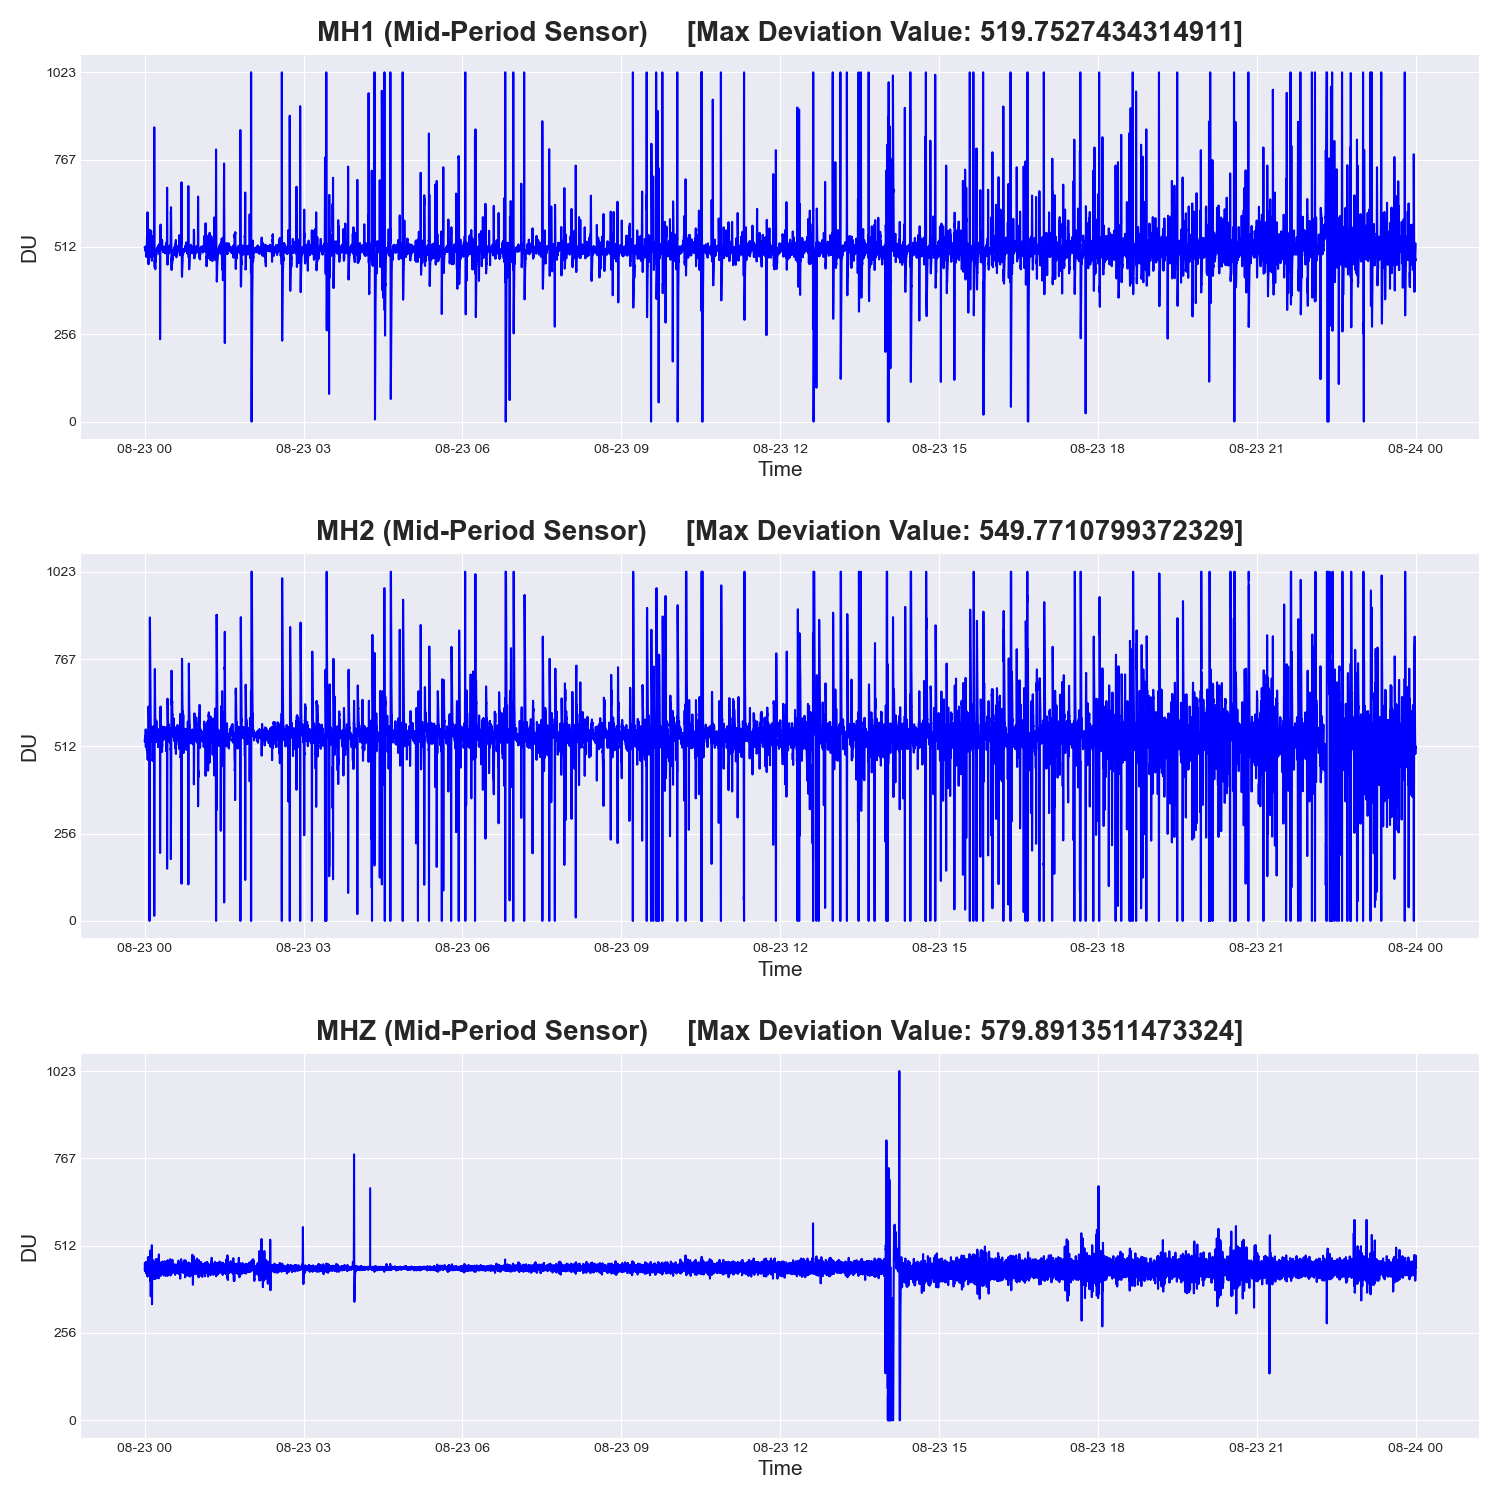 MH1 (Mid-Period Sensor) [Max Deviation Value: 519.7527434314911]
1023
767
512
256
0
DU
08-23 00 08-23 03 08-23 06 08-23 09 08-23 12 08-23 15 08-23 18 08-23 21 08-24 00
Time
MH2 (Mid-Period Sensor) [Max Deviation Value: 549.7710799372329]
1023
767
512
256
0
DU
08-23 00 08-23 03 08-23 06 08-23 09 08-23 12 08-23 15 08-23 18 08-23 21 08-24 00
Time
MHZ (Mid-Period Sensor) [Max Deviation Value: 579.8913511473324]
1023
767
512
256
0
DU
08-23 00 08-23 03 08-23 06 08-23 09 08-23 12 08-23 15 08-23 18 08-23 21 08-24 00
Time